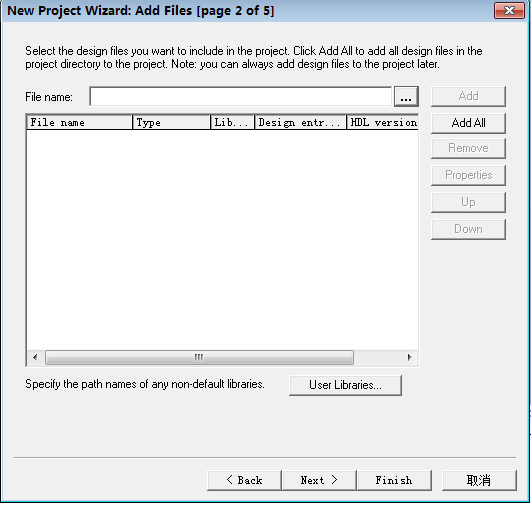 New Project Wizard: Add Files [page 2 of 5]
Select the design files you want to include in the project. Click Add All to add all design files in the
project directory to the project. Note: you can always add design files to the project later.
File name: ... Add
File name Type Lib... Design entr... HDL version
Add All
Remove
Properties
Up
Down
Specify the path names of any non-default libraries. User Libraries...
< Back Next > Finish 取消